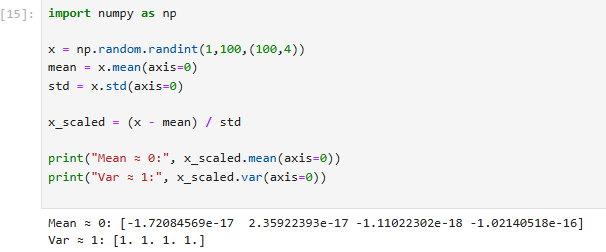 [15]:
import numpy as np
x = np.random.randint(1,100,(100,4))
mean = x.mean(axis=0)
std = x.std(axis=0)
x_scaled = (x - mean) / std
print("Mean ≈ 0:", x_scaled.mean(axis=0))
print("Var ≈ 1:", x_scaled.var(axis=0))
Mean ≈ 0: [-1.72084569e-17  2.35922393e-17 -1.11022302e-18 -1.02140518e-16]
Var ≈ 1: [1. 1. 1. 1.]